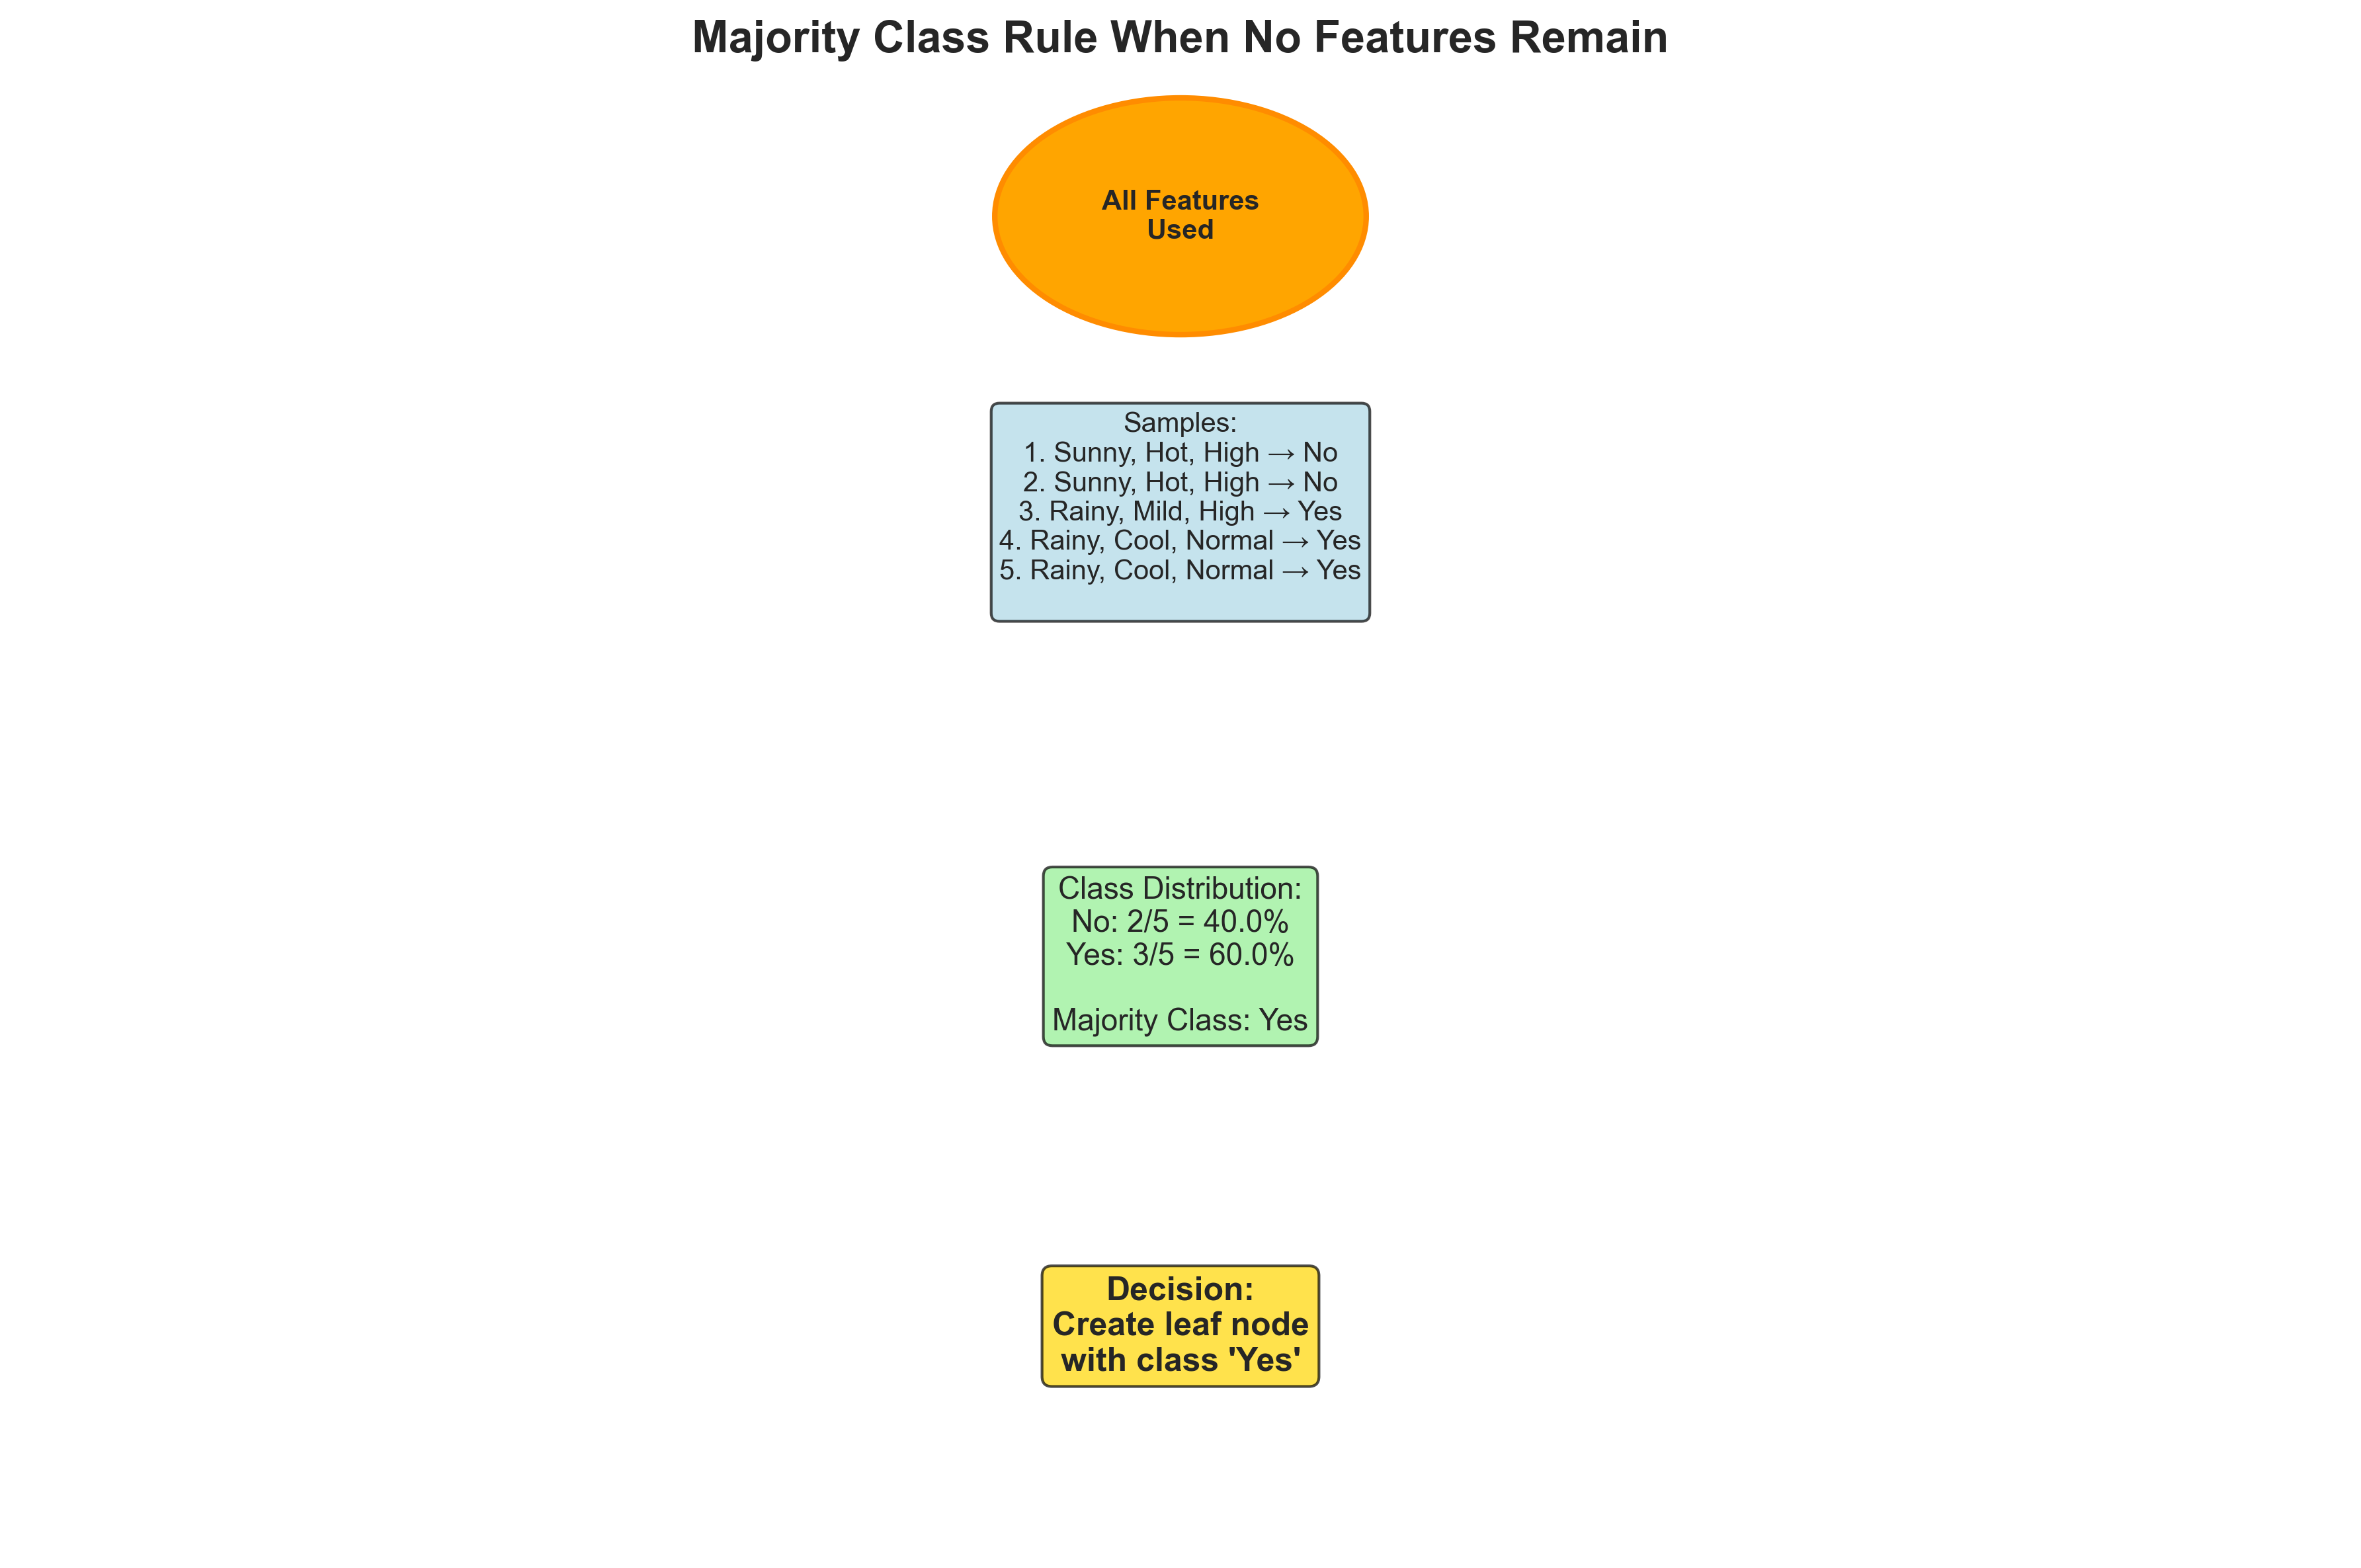 Majority Class Rule When No Features Remain
All Features
Used
Samples:
1. Sunny, Hot, High → No
2. Sunny, Hot, High → No
3. Rainy, Mild, High → Yes
4. Rainy, Cool, Normal → Yes
5. Rainy, Cool, Normal → Yes
Class Distribution:
No: 2/5 = 40.0%
Yes: 3/5 = 60.0%
Majority Class: Yes
Decision:
Create leaf node
with class 'Yes'